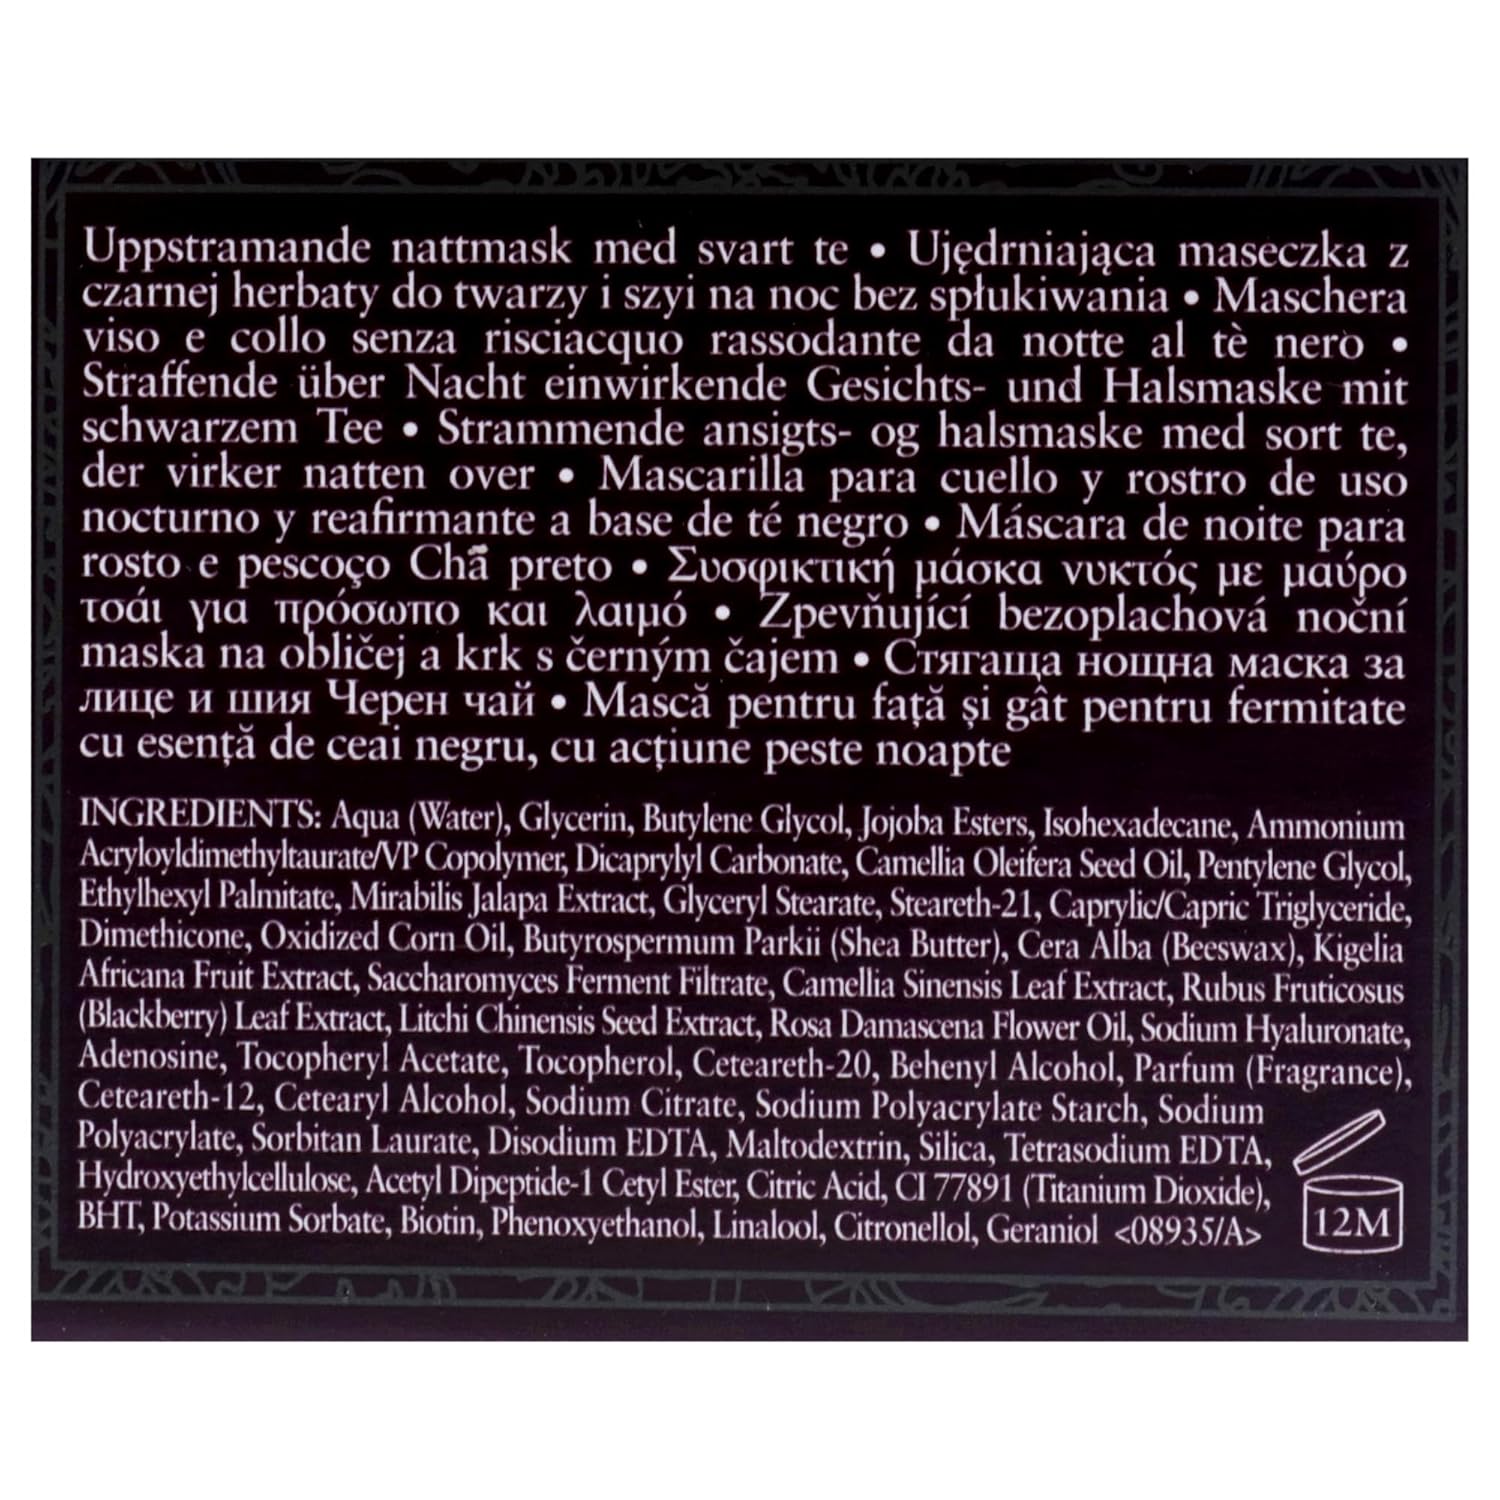 Uppstramande nattmask med svart te • Ujędrniająca maseczka z
czarnej herbaty do twarzy i szyi na noc bez spłukiwania • Maschera
viso e collo senza risciacquo rassodante da notte al tè nero •
Straffende über Nacht einwirkende Gesichts- und Halsmaske mit
schwarzem Tee • Strammende ansigts- og halsmaske med sort te,
der virker natten over • Mascarilla para cuello y rostro de uso
nocturno y reafirmante a base de té negro • Máscara de noite para
rosto e pescoço Chã preto • Συσφικτική μάσκα νυκτός με μαύρο
τσάι για πρόσωπο και λαιμό • Zpevňující bezoplachová noční
maska na obličej a krk s černým čajem • Стягаща нощна маска за
лице и шия Черен чай • Mască pentru față și gât pentru fermitate
cu esență de ceai negru, cu acțiune peste noapte
INGREDIENTS: Aqua (Water), Glycerin, Butylene Glycol, Jojoba Esters, Isohexadecane, Ammonium
Acryloyldimethyltaurate/VP Copolymer, Dicaprylyl Carbonate, Camellia Oleifera Seed Oil, Pentylene Glycol,
Ethylhexyl Palmitate, Mirabilis Jalapa Extract, Glyceryl Stearate, Steareth-21, Caprylic/Capric Triglyceride,
Dimethicone, Oxidized Corn Oil, Butyrospermum Parkii (Shea Butter), Cera Alba (Beeswax), Kigelia
Africana Fruit Extract, Saccharomyces Ferment Filtrate, Camellia Sinensis Leaf Extract, Rubus Fruticosus
(Blackberry) Leaf Extract, Litchi Chinensis Seed Extract, Rosa Damascena Flower Oil, Sodium Hyaluronate,
Adenosine, Tocopheryl Acetate, Tocopherol, Ceteareth-20, Behenyl Alcohol, Parfum (Fragrance),
Ceteareth-12, Cetearyl Alcohol, Sodium Citrate, Sodium Polyacrylate Starch, Sodium
Polyacrylate, Sorbitan Laurate, Disodium EDTA, Maltodextrin, Silica, Tetrasodium EDTA,
Hydroxyethylcellulose, Acetyl Dipeptide-1 Cetyl Ester, Citric Acid, CI 77891 (Titanium Dioxide),
BHT, Potassium Sorbate, Biotin, Phenoxyethanol, Linalool, Citronellol, Geraniol <08935/A>
12M